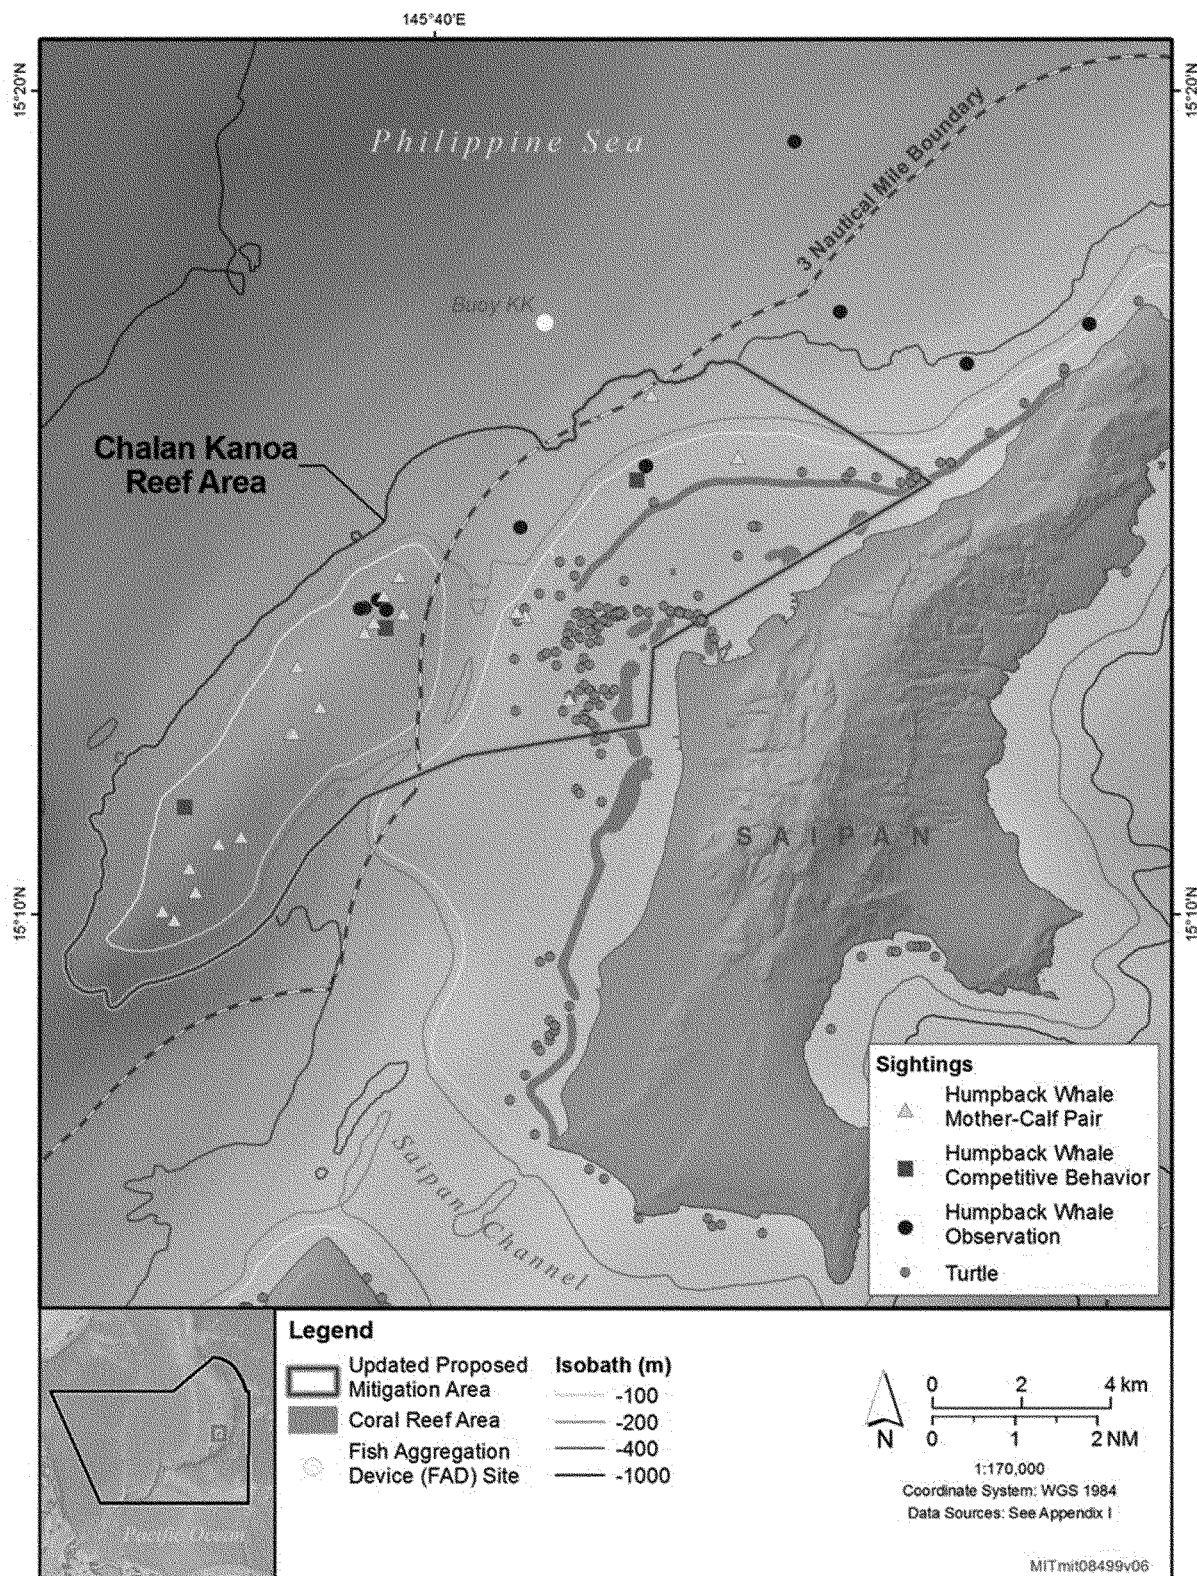 145°40'E
15°20'N
15°20'N
Philippine Sea
3 Nautical Mile Boundary
Buoy KK
Chalan Kanoa
Reef Area
SAIPAN
15°10'N
15°10'N
Saipan Channel
Sightings
Humpback Whale
Mother-Calf Pair
Humpback Whale
Competitive Behavior
Humpback Whale
Observation
Turtle
Pacific Ocean
Legend
Updated Proposed
Mitigation Area
Coral Reef Area
Fish Aggregation
Device (FAD) Site
Isobath (m)
-100
-200
-400
-1000
N
0 2 4 km
0 1 2 NM
1:170,000
Coordinate System: WGS 1984
Data Sources: See Appendix I
MITmit08499v06